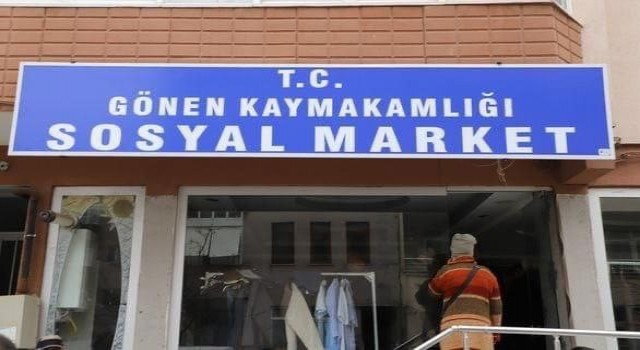 T.C.
GÖNEN KAYMAKAMLIĞI
SOSYAL MARKET